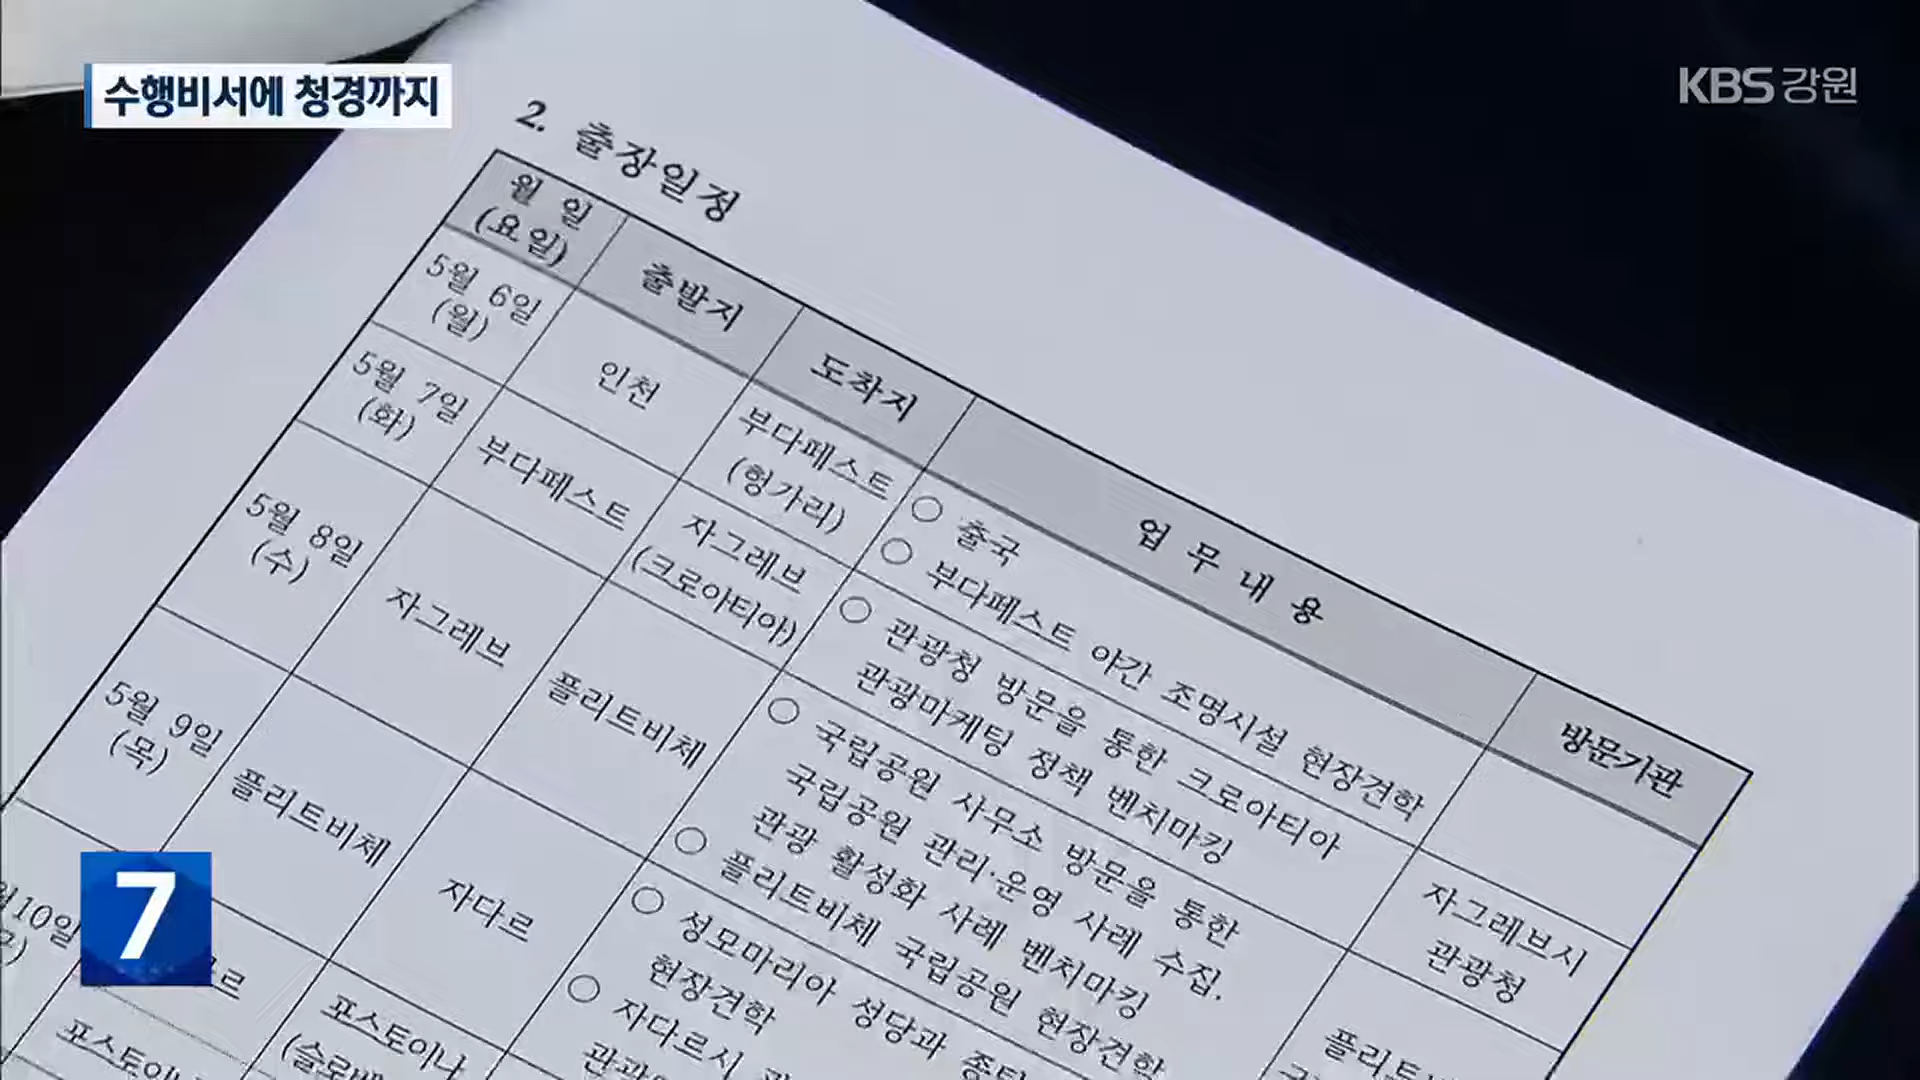 수행비서에 청경까지
KBS 강원
2. 출장일정
월 일
(요일)
출발지
도착지
업 무 내 용
방문기관
5월 6일
(월)
인천
부다페스트
(헝가리)
○ 출국
○ 부다페스트 야간 조명시설 현장견학
5월 7일
(화)
부다페스트
자그레브
(크로아티아)
○ 관광청 방문을 통한 크로아티아
관광마케팅 정책 벤치마킹
자그레브시
관광청
5월 8일
(수)
자그레브
플리트비체
○ 국립공원 사무소 방문을 통한
국립공원 관리·운영 사례 수집,
관광 활성화 사례 벤치마킹
○ 플리트비체 국립공원 현장견학
5월 9일
(목)
플리트비체
자다르
○ 성모마리아 성당과
현장견학
○ 자다르시
10일
포스토이나
7